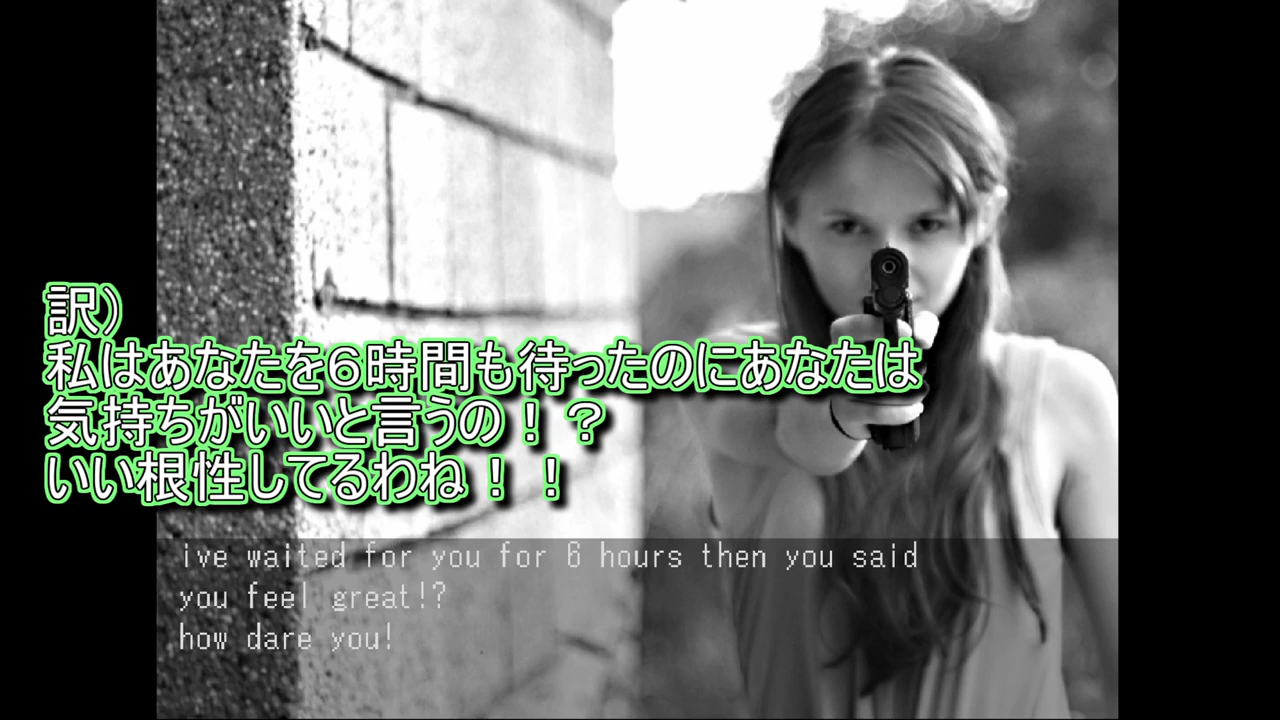 訳)
私はあなたを6時間も待ったのにあなたは
気持ちがいいと言うの！？
いい根性してるわね！！
ive waited for you for 6 hours then you said
you feel great!?
how dare you!